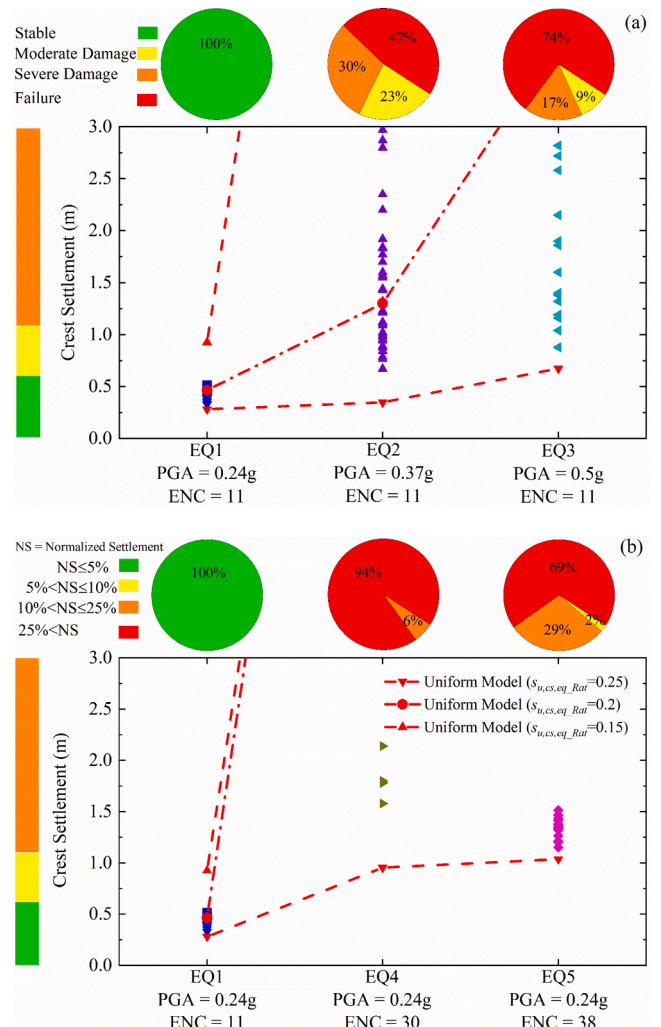 (a)
Stable
Moderate Damage
Severe Damage
Failure
100%
47%
30%
23%
74%
17%
9%
3.0
2.5
2.0
1.5
1.0
0.5
0.0
Crest Settlement (m)
EQ1 EQ2 EQ3
PGA = 0.24g PGA = 0.37g PGA = 0.5g
ENC = 11 ENC = 11 ENC = 11
(b)
NS = Normalized Settlement
NS≤5%
5%<NS≤10%
10%<NS≤25%
25%<NS
100%
94%
6%
69%
2%
29%
3.0
2.5
2.0
1.5
1.0
0.5
0.0
Crest Settlement (m)
Uniform Model (su,cs,eq_Rat=0.25)
Uniform Model (su,cs,eq_Rat=0.2)
Uniform Model (su,cs,eq_Rat=0.15)
EQ1 EQ4 EQ5
PGA = 0.24g PGA = 0.24g PGA = 0.24g
ENC = 11 ENC = 30 ENC = 38